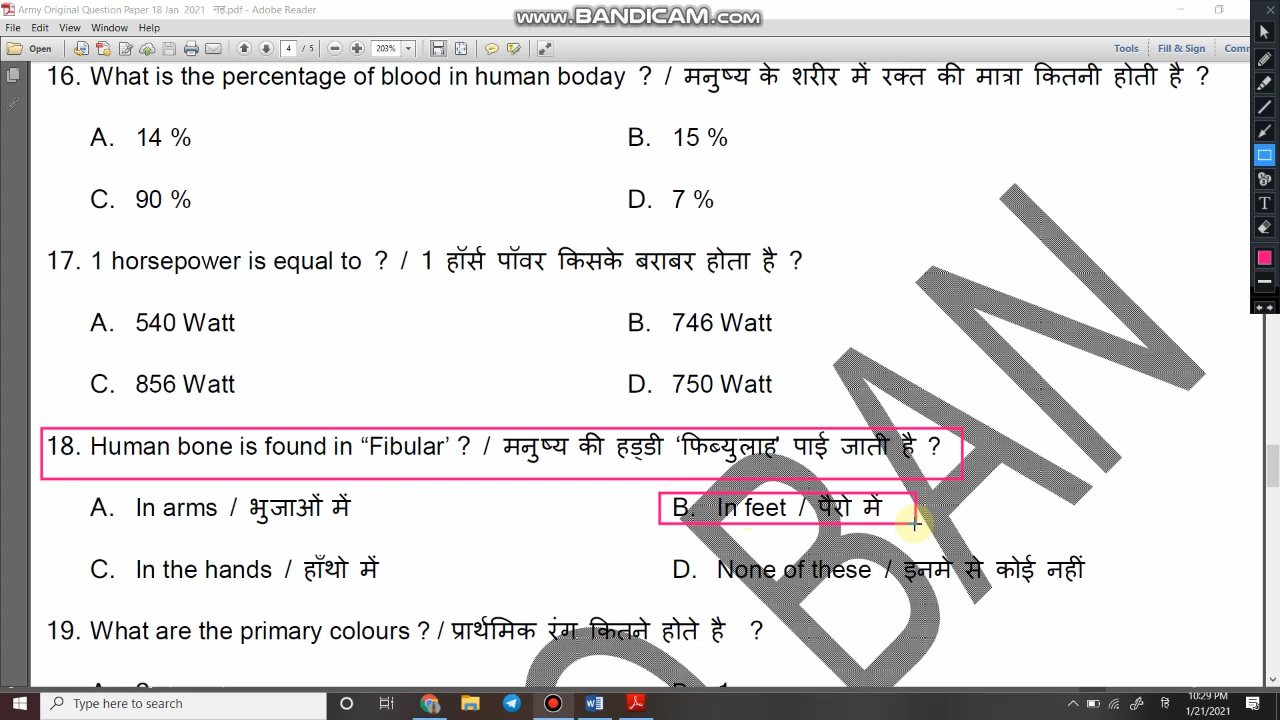 Army Original Question Paper 18 Jan 2021 नह.pdf - Adobe Reader
www.BANDICAM.com
File Edit View Window Help
Open 4 / 5 203% Tools Fill & Sign Comm
16. What is the percentage of blood in human boday ? / मनुष्य के शरीर में रक्त की मात्रा कितनी होती है ?
A. 14 % B. 15 %
C. 90 % D. 7 %
17. 1 horsepower is equal to ? / 1 हॉर्स पॉवर किसके बराबर होता है ?
A. 540 Watt B. 746 Watt
C. 856 Watt D. 750 Watt
18. Human bone is found in “Fibular’ ? / मनुष्य की हड्डी ‘फिब्युलाह' पाई जाती है ?
A. In arms / भुजाओं में B. In feet / पैरो में
C. In the hands / हाँथो में D. None of these / इनमे से कोई नहीं
19. What are the primary colours ? / प्रार्थमिक रंग कितने होते है ?
BAN
Type here to search
10:29 PM
1/21/2021